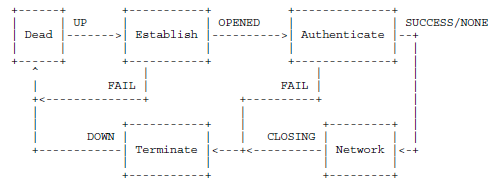 UP OPENED SUCCESS/NONE
Dead Establish Authenticate
FAIL FAIL
DOWN CLOSING
Terminate Network